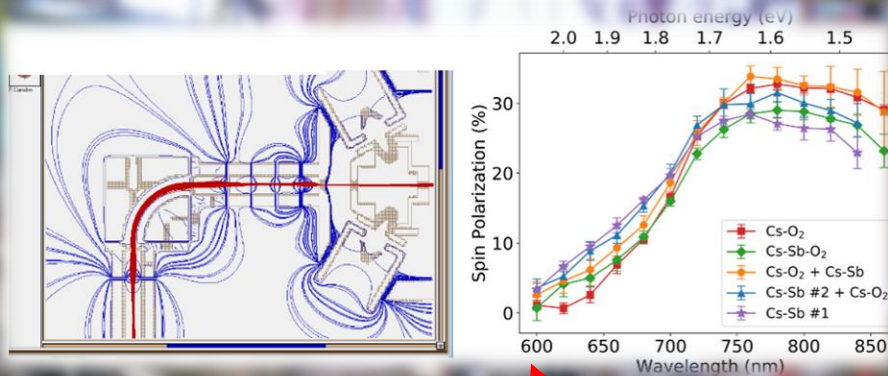 Photon energy (eV)
2.0 1.9 1.8 1.7 1.6 1.5
Spin Polarization (%)
30
20
10
0
Cs-O₂
Cs-Sb-O₂
Cs-O₂ + Cs-Sb
Cs-Sb #2 + Cs-O₂
Cs-Sb #1
600 650 700 750 800 850
Wavelength (nm)